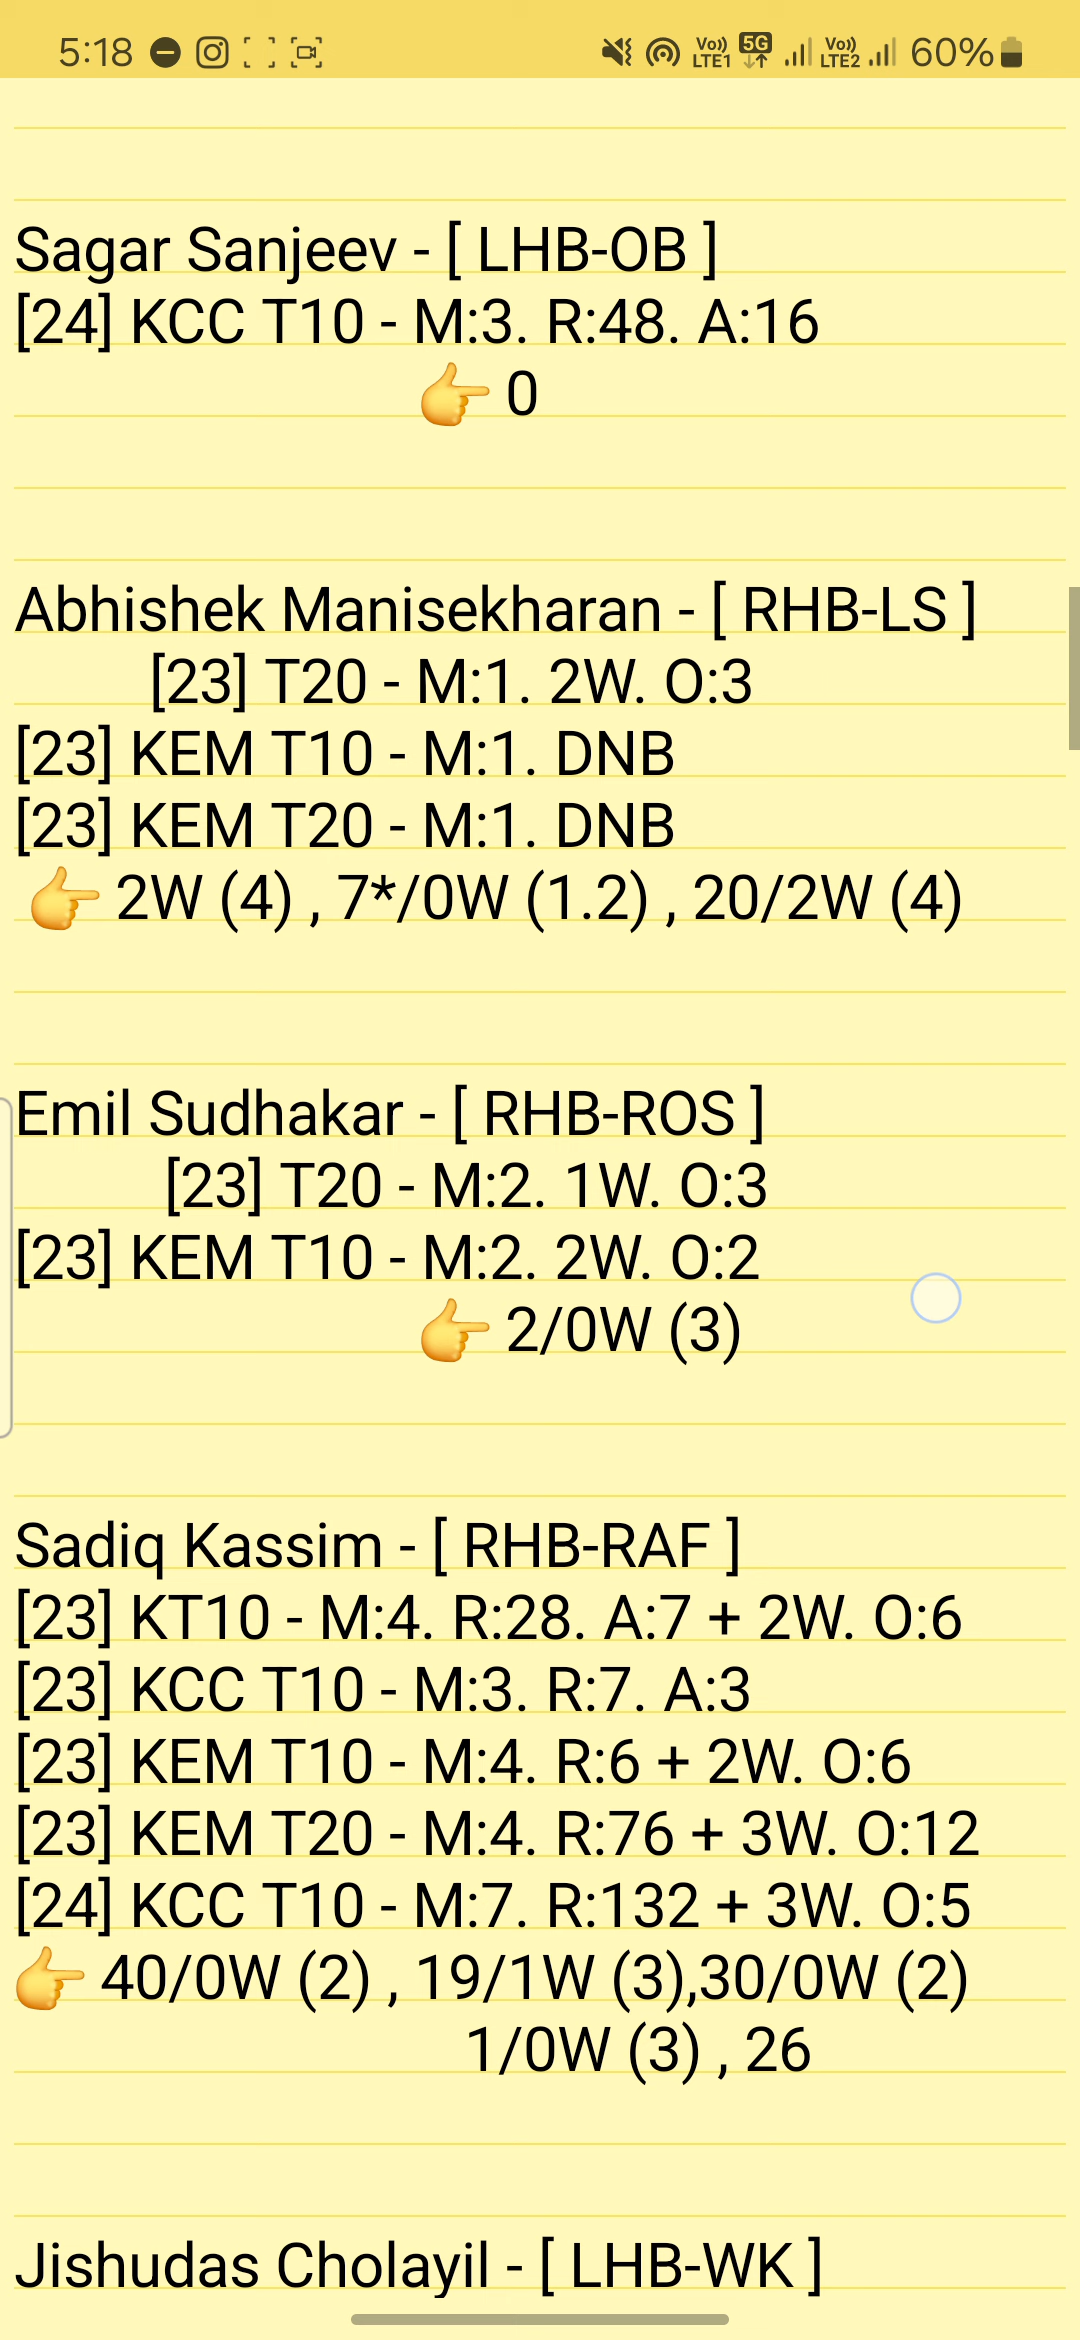 5:18 Vo)) LTE1 5G Vo)) LTE2 60%
Sagar Sanjeev - [ LHB-OB ]
[24] KCC T10 - M:3. R:48. A:16
👉 0
Abhishek Manisekharan - [ RHB-LS ]
[23] T20 - M:1. 2W. O:3
[23] KEM T10 - M:1. DNB
[23] KEM T20 - M:1. DNB
👉 2W (4) , 7*/0W (1.2) , 20/2W (4)
Emil Sudhakar - [ RHB-ROS ]
[23] T20 - M:2. 1W. O:3
[23] KEM T10 - M:2. 2W. O:2
👉 2/0W (3)
Sadiq Kassim - [ RHB-RAF ]
[23] KT10 - M:4. R:28. A:7 + 2W. O:6
[23] KCC T10 - M:3. R:7. A:3
[23] KEM T10 - M:4. R:6 + 2W. O:6
[23] KEM T20 - M:4. R:76 + 3W. O:12
[24] KCC T10 - M:7. R:132 + 3W. O:5
👉 40/0W (2) , 19/1W (3),30/0W (2)
1/0W (3) , 26
Jishudas Cholayil - [ LHB-WK ]